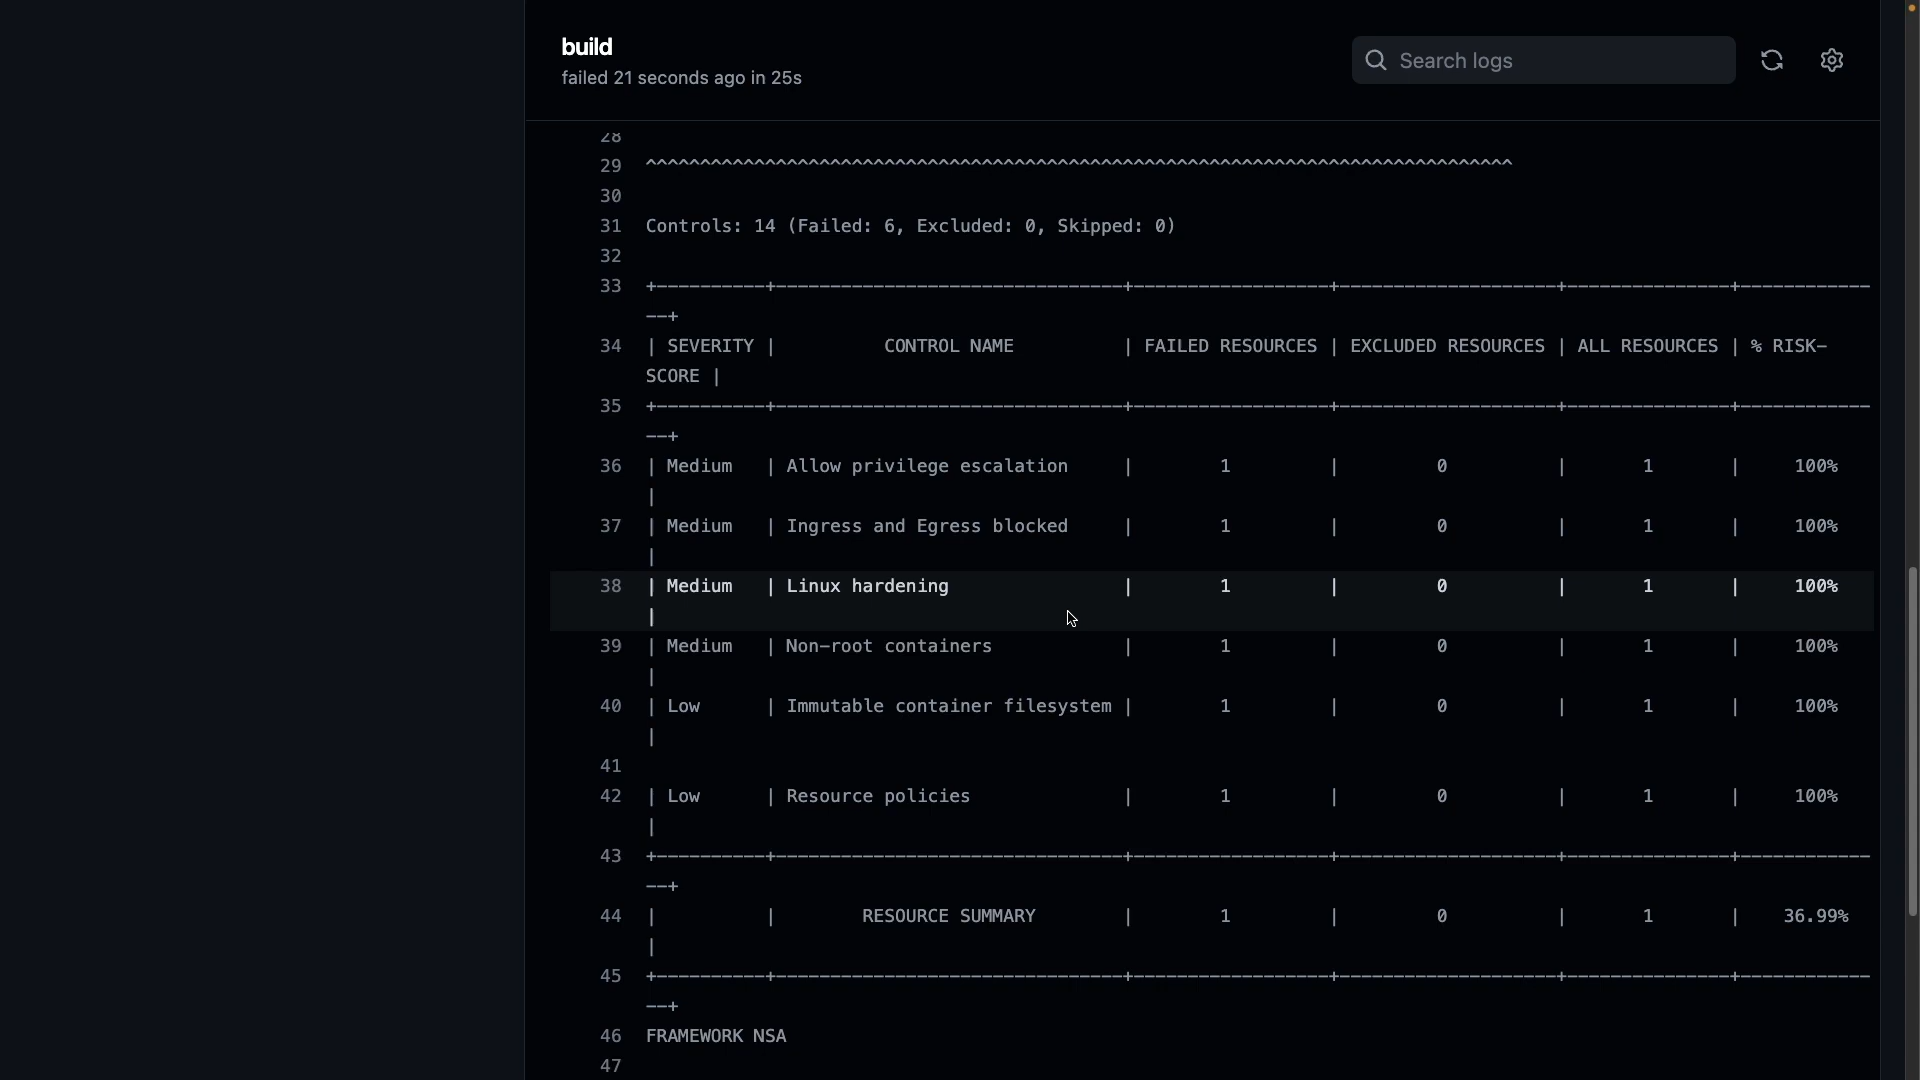 build
failed 21 seconds ago in 25s
Search logs
28
29 ^^^^^^^^^^^^^^^^^^^^^^^^^^^^^^^^^^^^^^^^^^^^^^^^^^^^^^^^^^^^^^^^^^^^^^^^^^^^^^^^
30
31 Controls: 14 (Failed: 6, Excluded: 0, Skipped: 0)
32
33 +----------+--------------------------------+------------------+--------------------+---------------+------------
--+
34 | SEVERITY | CONTROL NAME | FAILED RESOURCES | EXCLUDED RESOURCES | ALL RESOURCES | % RISK-
SCORE |
35 +----------+--------------------------------+------------------+--------------------+---------------+------------
--+
36 | Medium | Allow privilege escalation | 1 | 0 | 1 | 100%
|
37 | Medium | Ingress and Egress blocked | 1 | 0 | 1 | 100%
|
38 | Medium | Linux hardening | 1 | 0 | 1 | 100%
|
39 | Medium | Non-root containers | 1 | 0 | 1 | 100%
|
40 | Low | Immutable container filesystem | 1 | 0 | 1 | 100%
|
41
42 | Low | Resource policies | 1 | 0 | 1 | 100%
|
43 +----------+--------------------------------+------------------+--------------------+---------------+------------
--+
44 | | RESOURCE SUMMARY | 1 | 0 | 1 | 36.99%
|
45 +----------+--------------------------------+------------------+--------------------+---------------+------------
--+
46 FRAMEWORK NSA
47